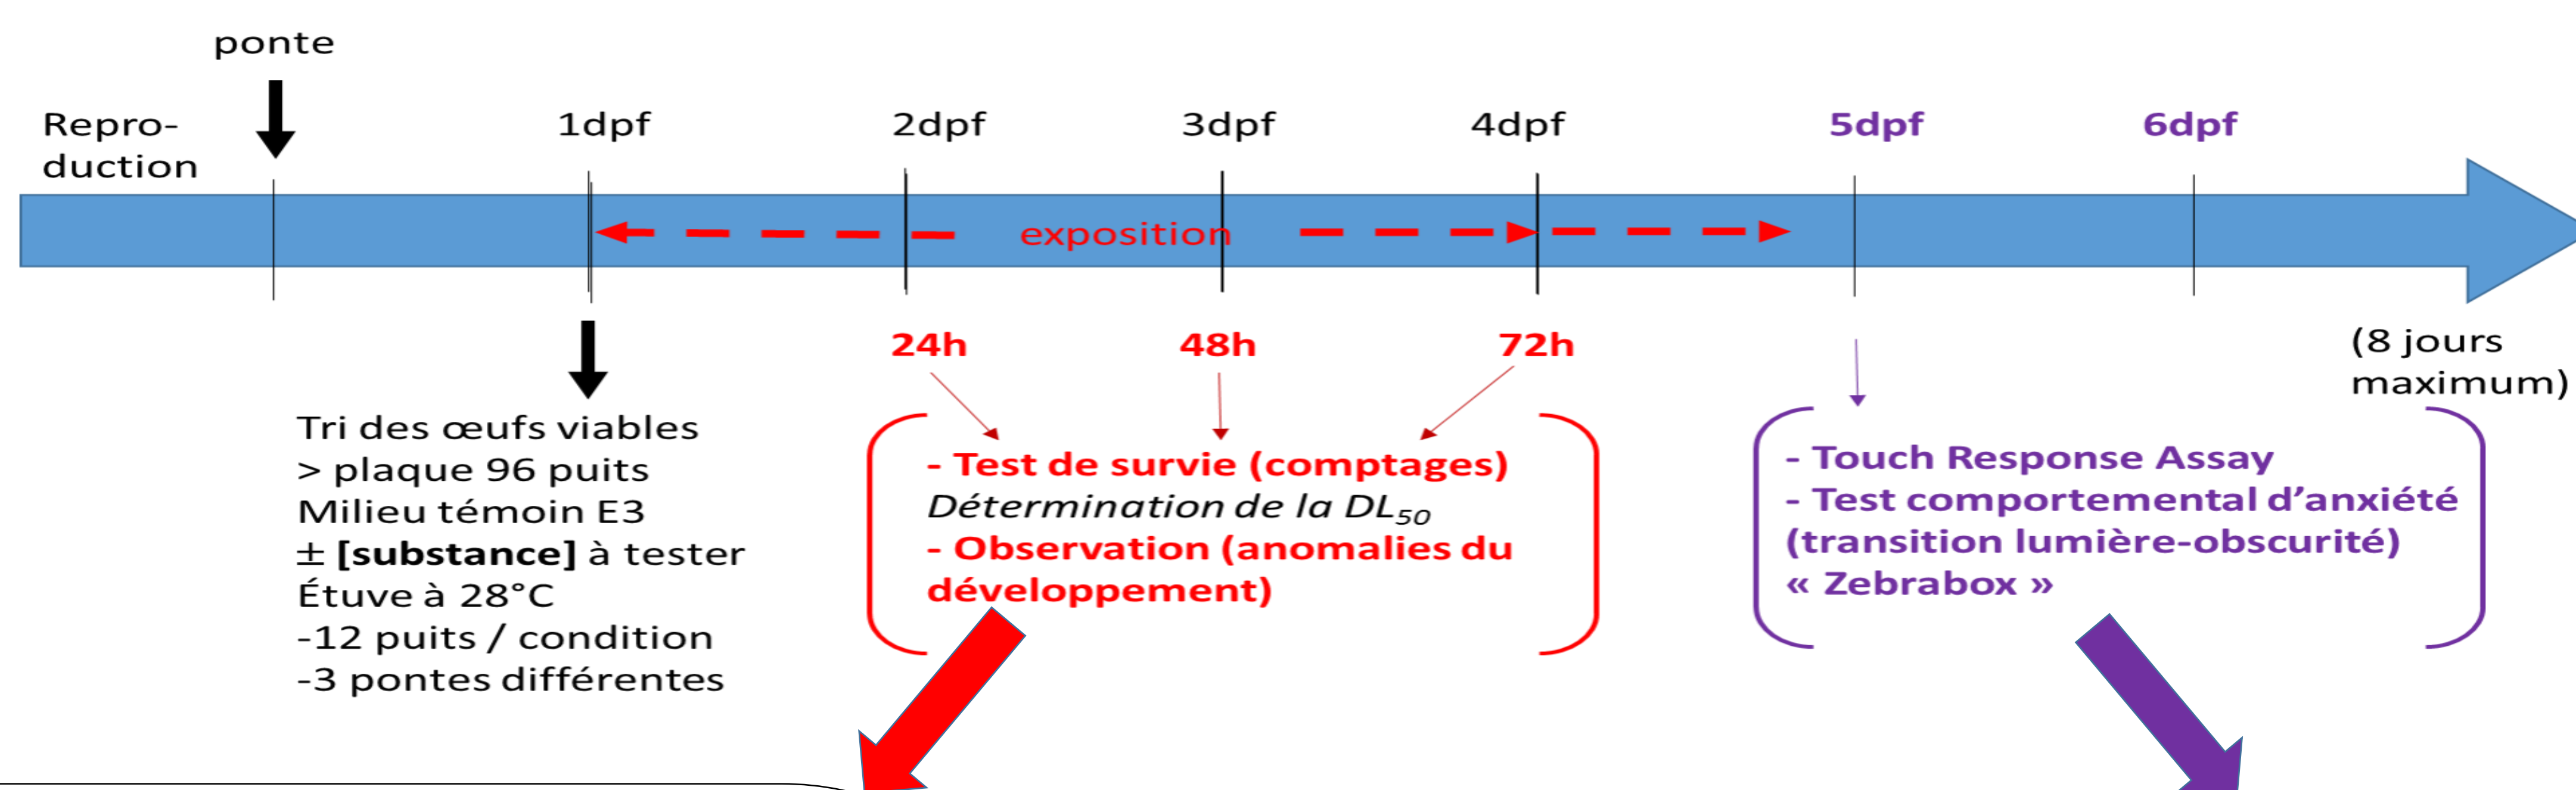 ponte
Repro-
duction
1dpf
2dpf
3dpf
4dpf
5dpf
6dpf
exposition
24h
48h
72h
(8 jours
maximum)
Tri des œufs viables
> plaque 96 puits
Milieu témoin E3
± [substance] à tester
Étuve à 28°C
-12 puits / condition
-3 pontes différentes
- Test de survie (comptages)
Détermination de la DL50
- Observation (anomalies du
développement)
- Touch Response Assay
- Test comportemental d’anxiété
(transition lumière-obscurité)
« Zebrabox »